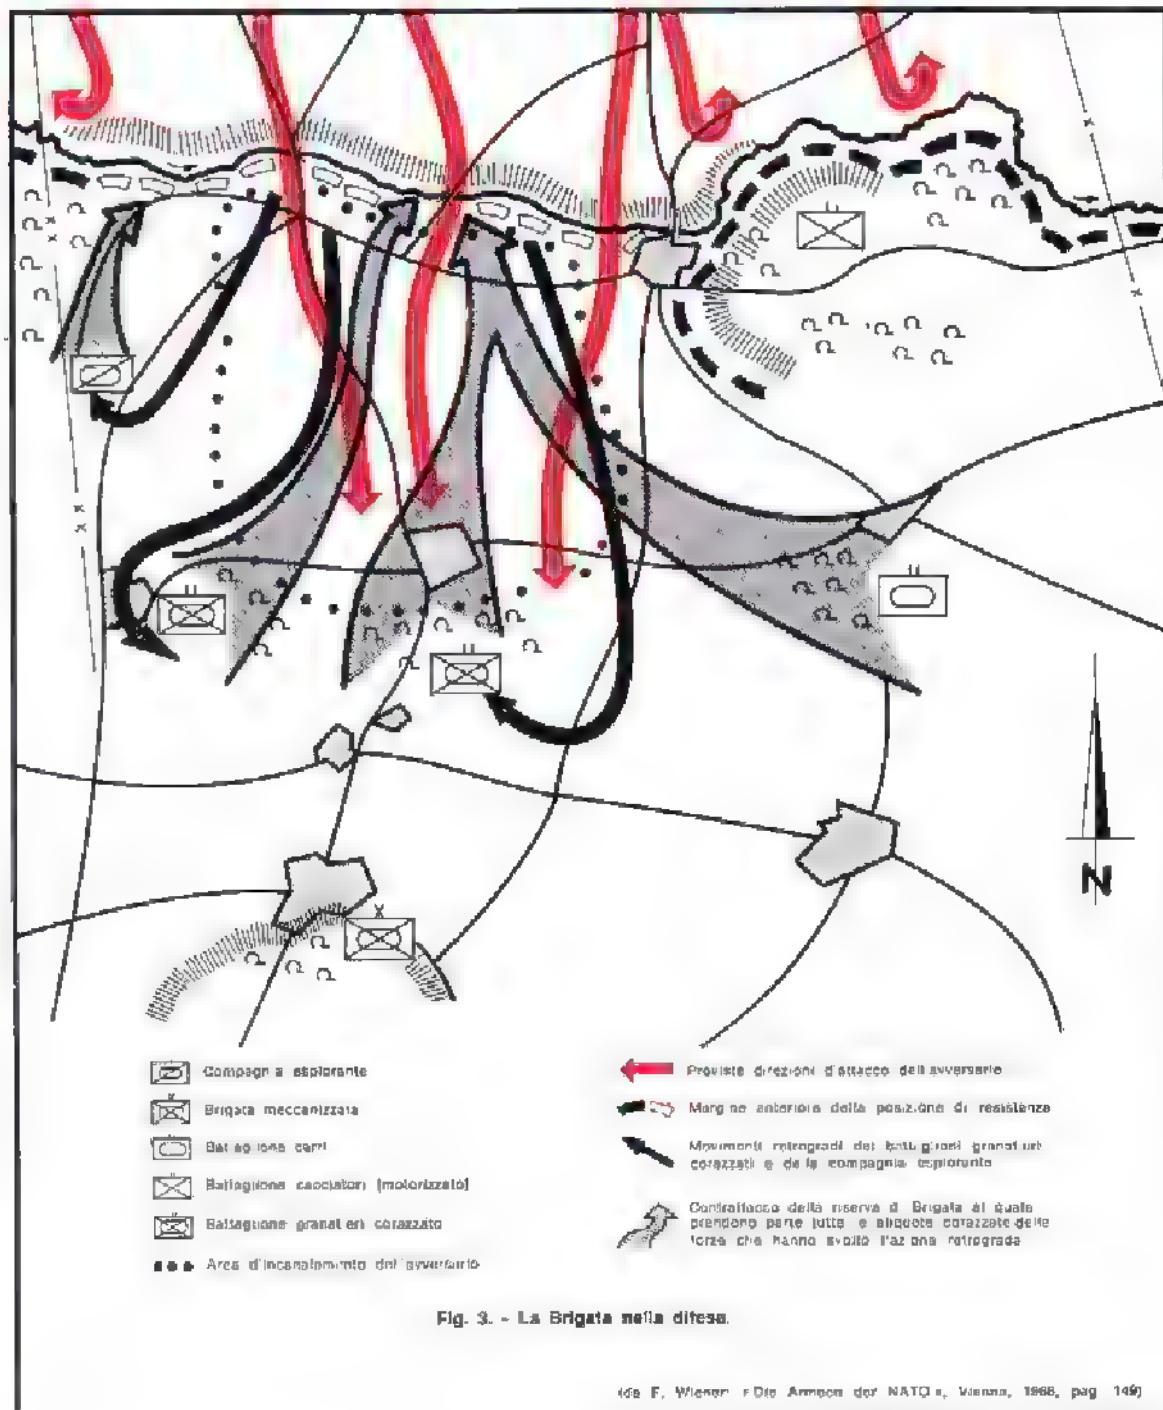 N
Compagnia esplorante
Brigata meccanizzata
Battaglione carri
Battaglione cacciatori (motorizzato)
Battaglione granatieri corazzato
Area d'incanalamento dell'avversario
Previste direzioni d'attacco dell'avversario
Margine anteriore della posizione di resistenza
Movimenti retrogradi dei battaglioni granatieri
corazzati e della compagnia esplorante
Contrattacco della riserva di Brigata al quale
prendono parte tutte le aliquote corazzate delle
forze che hanno svolto l'azione retrograda
Fig. 3. - La Brigata nella difesa.
(da F. Wiener: «Die Armeen der NATO», Vienna, 1968, pag. 149)